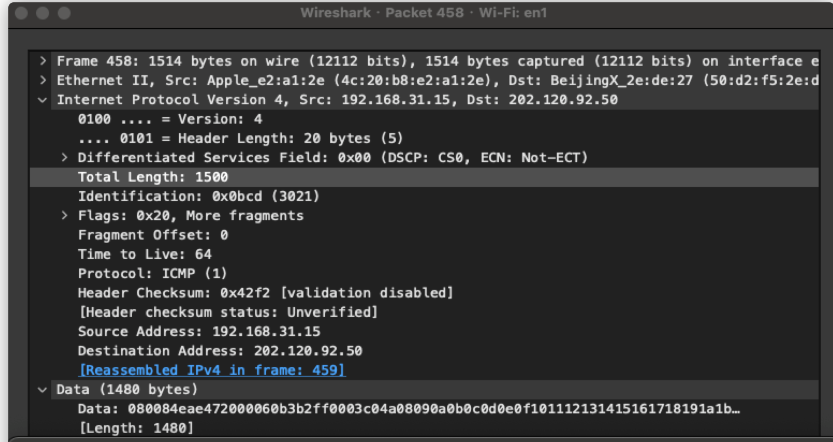 Wireshark · Packet 458 · Wi-Fi: en1
> Frame 458: 1514 bytes on wire (12112 bits), 1514 bytes captured (12112 bits) on interface e
> Ethernet II, Src: Apple_e2:a1:2e (4c:20:b8:e2:a1:2e), Dst: BeijingX_2e:de:27 (50:d2:f5:2e:d
Internet Protocol Version 4, Src: 192.168.31.15, Dst: 202.120.92.50
0100 .... = Version: 4
.... 0101 = Header Length: 20 bytes (5)
> Differentiated Services Field: 0x00 (DSCP: CS0, ECN: Not-ECT)
Total Length: 1500
Identification: 0x0bcd (3021)
> Flags: 0x20, More fragments
Fragment Offset: 0
Time to Live: 64
Protocol: ICMP (1)
Header Checksum: 0x42f2 [validation disabled]
[Header checksum status: Unverified]
Source Address: 192.168.31.15
Destination Address: 202.120.92.50
[Reassembled IPv4 in frame: 459]
Data (1480 bytes)
Data: 080084eae472000060b3b2ff0003c04a08090a0b0c0d0e0f101112131415161718191a1b…
[Length: 1480]